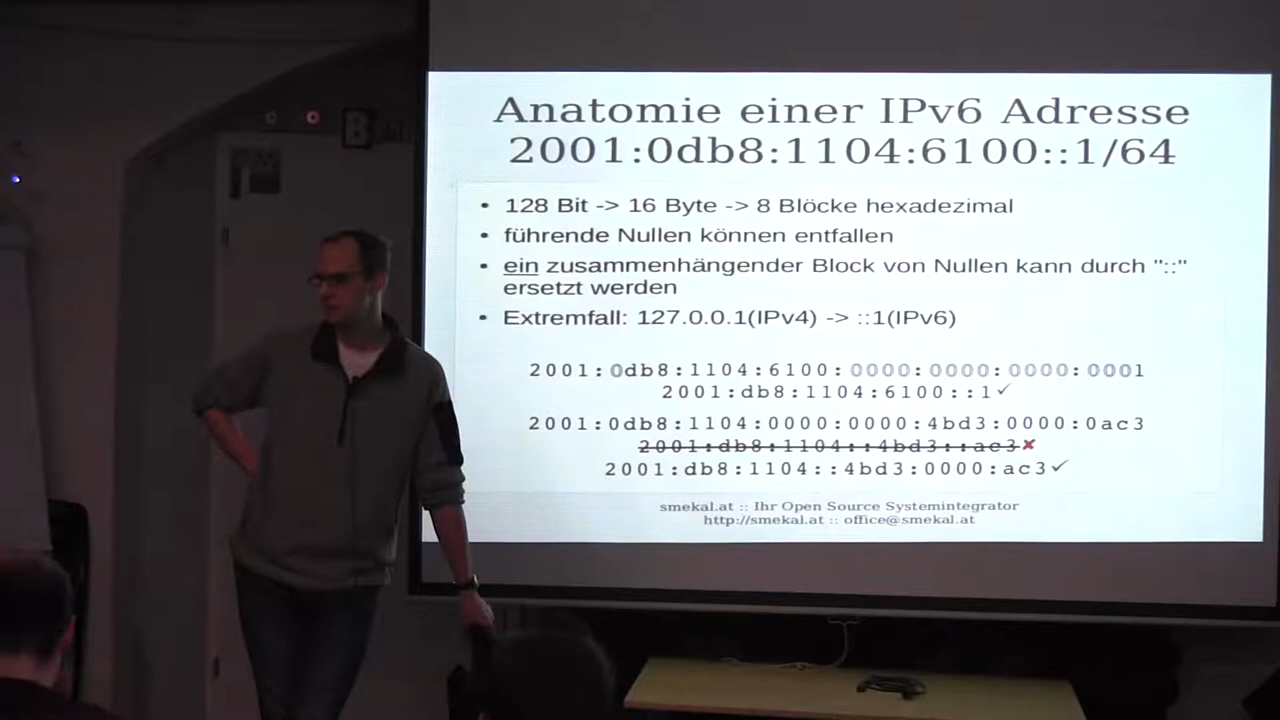 Anatomie einer IPv6 Adresse
2001:0db8:1104:6100::1/64
• 128 Bit -> 16 Byte -> 8 Blöcke hexadezimal
• führende Nullen können entfallen
• ein zusammenhängender Block von Nullen kann durch "::"
ersetzt werden
• Extremfall: 127.0.0.1(IPv4) -> ::1(IPv6)
2001:0db8:1104:6100:0000:0000:0000:0001
2001:db8:1104:6100::1✓
2001:0db8:1104:0000:0000:4bd3:0000:0ac3
2001:db8:1104::4bd3::ac3✘
2001:db8:1104::4bd3:0000:ac3✓
smekal.at :: Ihr Open Source Systemintegrator
http://smekal.at :: office@smekal.at